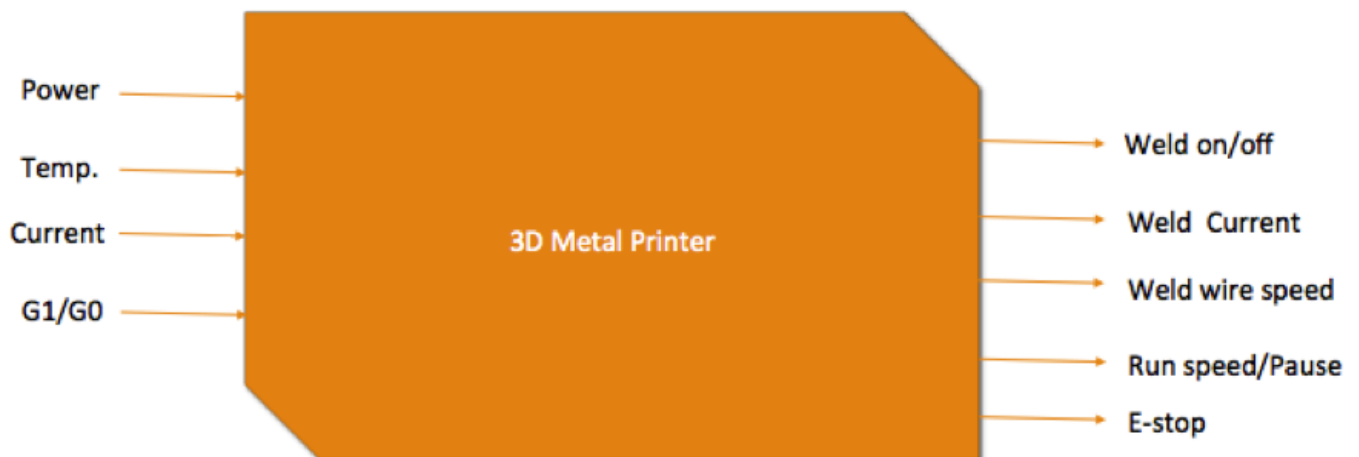 Power
Temp.
Current
G1/G0
3D Metal Printer
Weld on/off
Weld Current
Weld wire speed
Run speed/Pause
E-stop